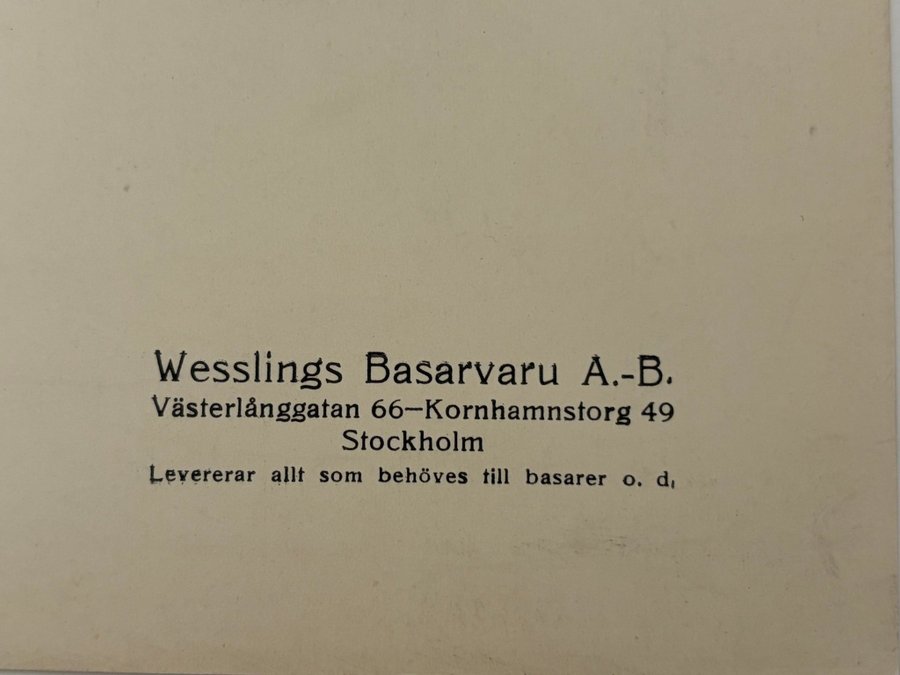 Wesslings Basarvaru A.-B.
Västerlånggatan 66—Kornhamnstorg 49
Stockholm
Levererar allt som behöves till basarer o. d.